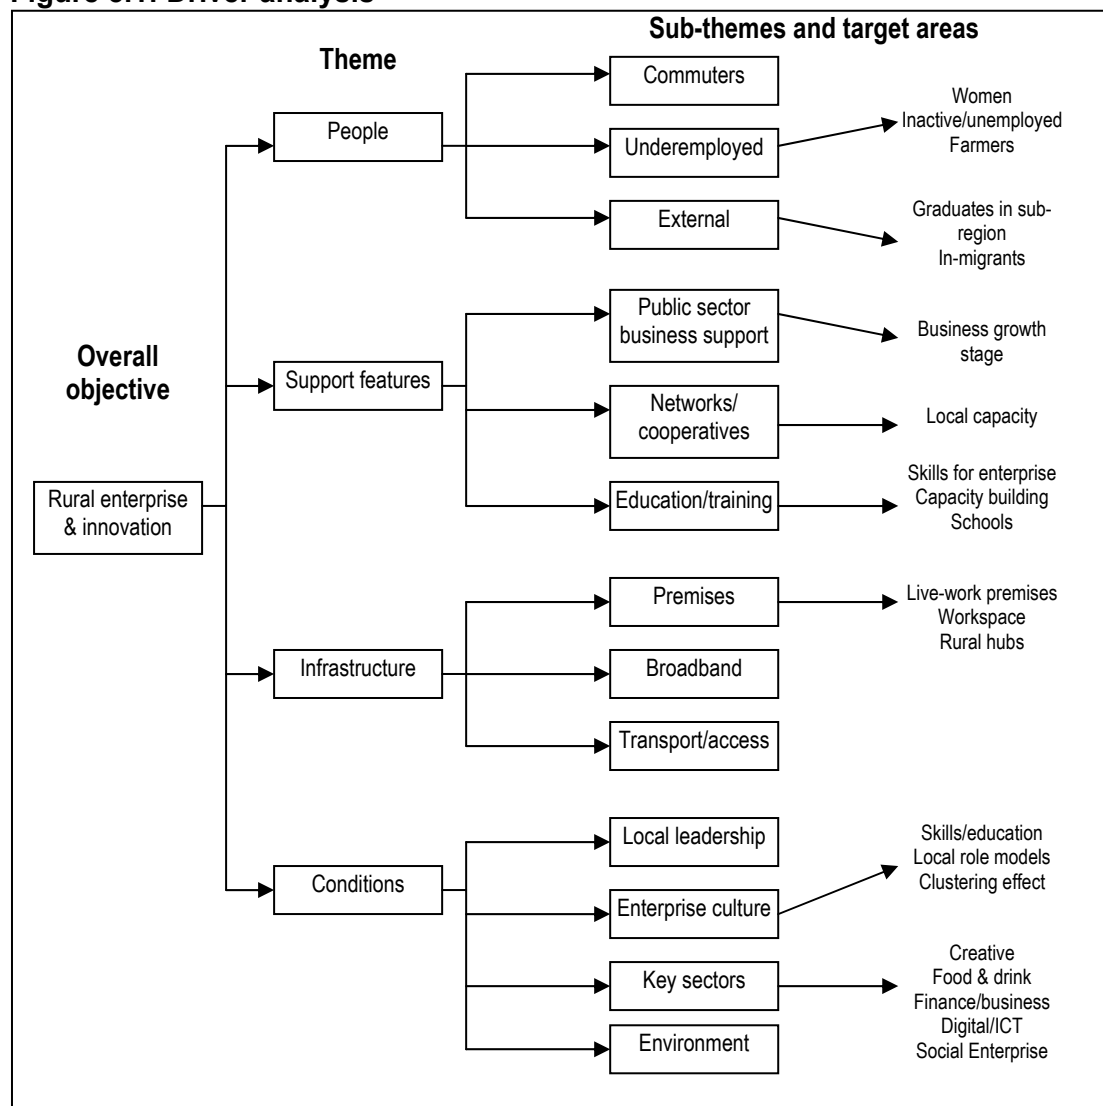 Figure 3.1: Driver analysis
Sub-themes and target areas
Theme
Commuters
Women
Inactive/unemployed
Farmers
People
Underemployed
External
Graduates in sub-
region
In-migrants
Public sector
business support
Business growth
stage
Overall
objective
Support features
Networks/
cooperatives
Local capacity
Rural enterprise
& innovation
Education/training
Skills for enterprise
Capacity building
Schools
Premises
Live-work premises
Workspace
Rural hubs
Infrastructure
Broadband
Transport/access
Local leadership
Skills/education
Local role models
Clustering effect
Conditions
Enterprise culture
Key sectors
Creative
Food & drink
Finance/business
Digital/ICT
Social Enterprise
Environment